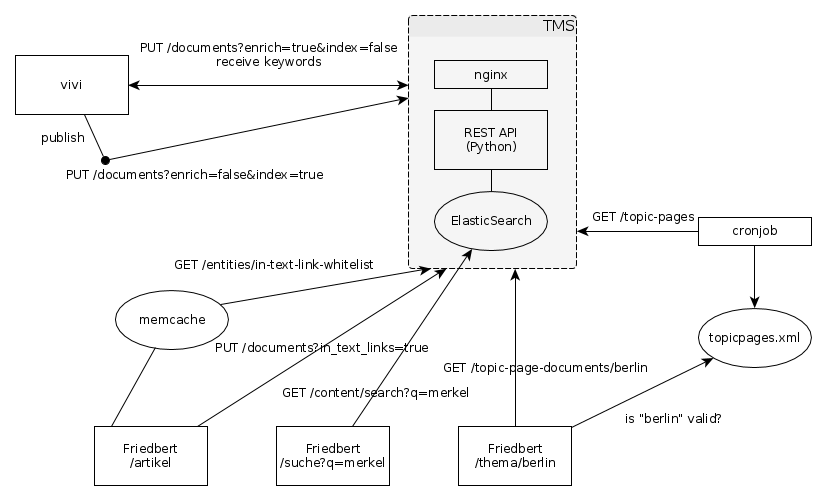 TMS
PUT /documents?enrich=true&index=false
receive keywords
nginx
vivi
REST API
(Python)
publish
PUT /documents?enrich=false&index=true
ElasticSearch
GET /topic-pages
cronjob
GET /entities/in-text-link-whitelist
memcache
topicpages.xml
PUT /documents?in_text_links=true
GET /topic-page-documents/berlin
GET /content/search?q=merkel
is "berlin" valid?
Friedbert
/artikel
Friedbert
/suche?q=merkel
Friedbert
/thema/berlin